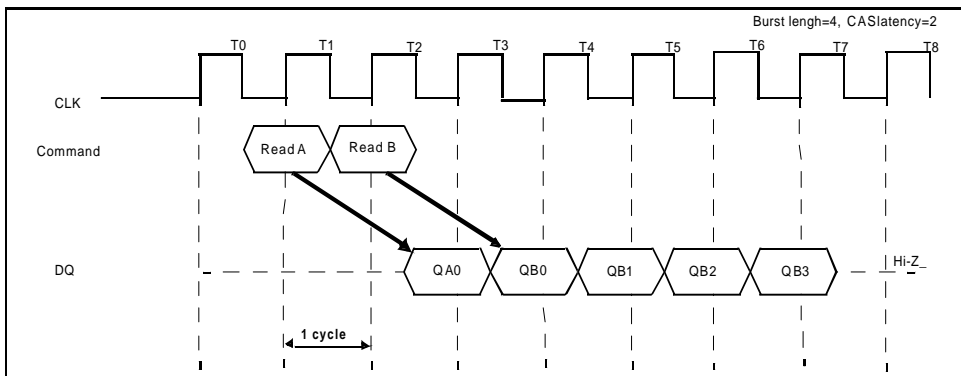 Burst lengh=4, CASlatency=2
T0 T1 T2 T3 T4 T5 T6 T7 T8
CLK
Command Read A Read B
DQ QA0 QB0 QB1 QB2 QB3 Hi-Z_
1 cycle